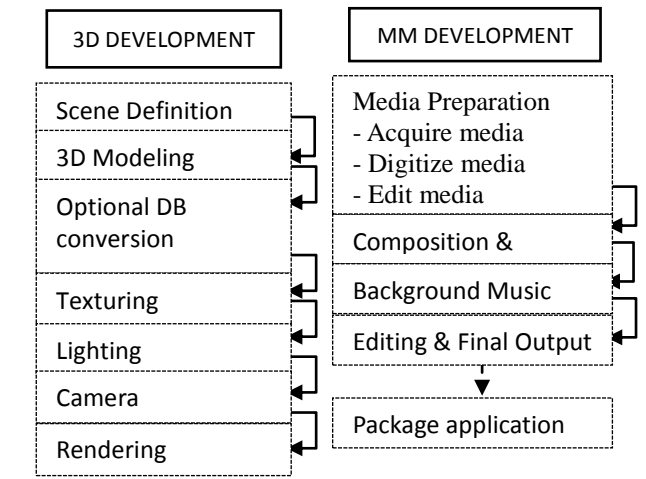 3D DEVELOPMENT
Scene Definition
3D Modeling
Optional DB
conversion
Texturing
Lighting
Camera
Rendering
MM DEVELOPMENT
Media Preparation
- Acquire media
- Digitize media
- Edit media
Composition &
Background Music
Editing & Final Output
Package application